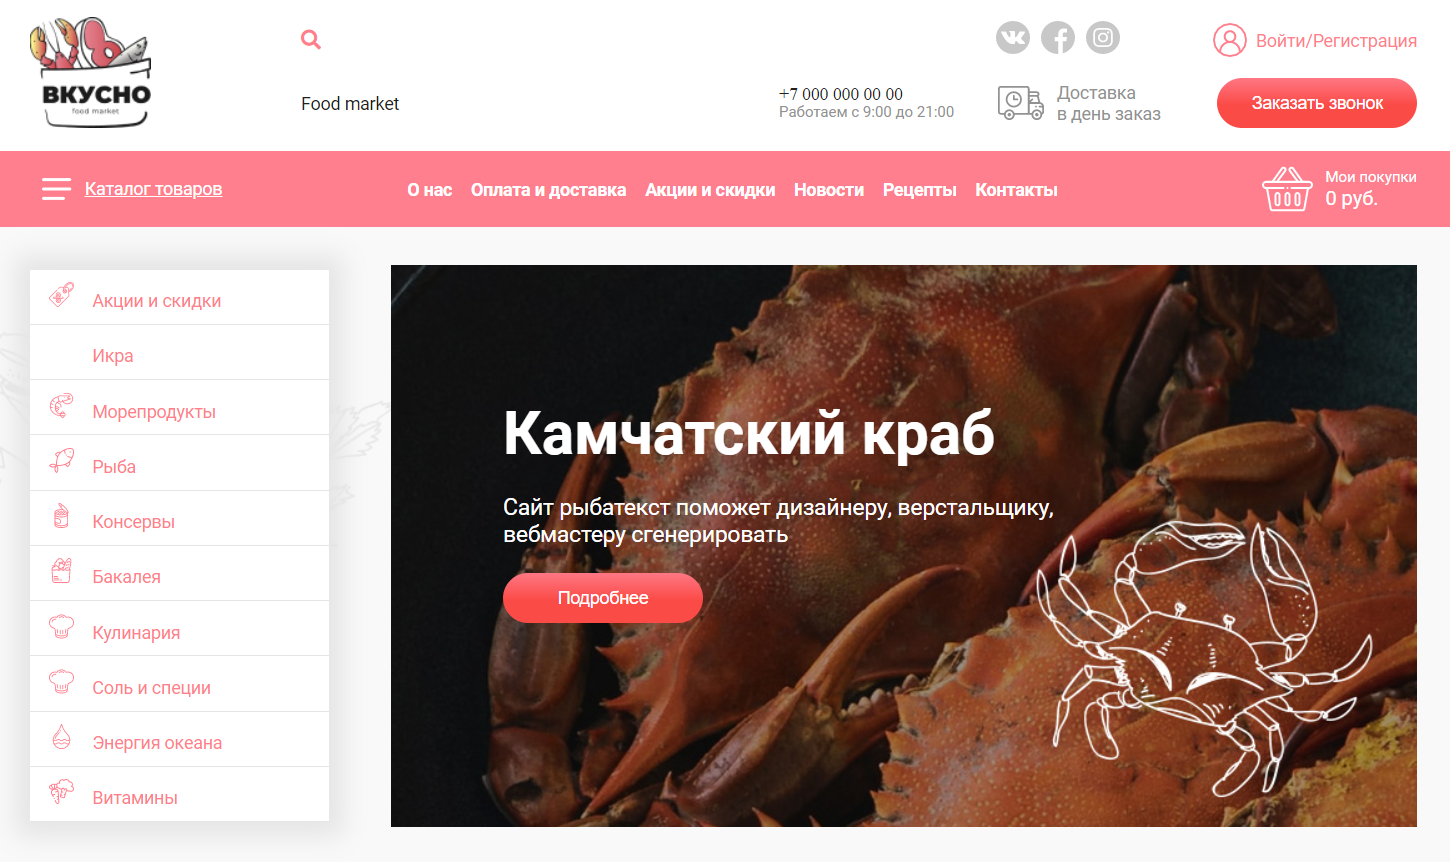 ВКУСНО
food market
Food market
+7 000 000 00 00
Работаем с 9:00 до 21:00
Доставка
в день заказ
Войти/Регистрация
Заказать звонок
Каталог товаров
О нас Оплата и доставка Акции и скидки Новости Рецепты Контакты
Мои покупки
0 руб.
Акции и скидки
Икра
Морепродукты
Рыба
Консервы
Бакалея
Кулинария
Соль и специи
Энергия океана
Витамины
Камчатский краб
Сайт рыбатекст поможет дизайнеру, верстальщику,
вебмастеру сгенерировать
Подробнее